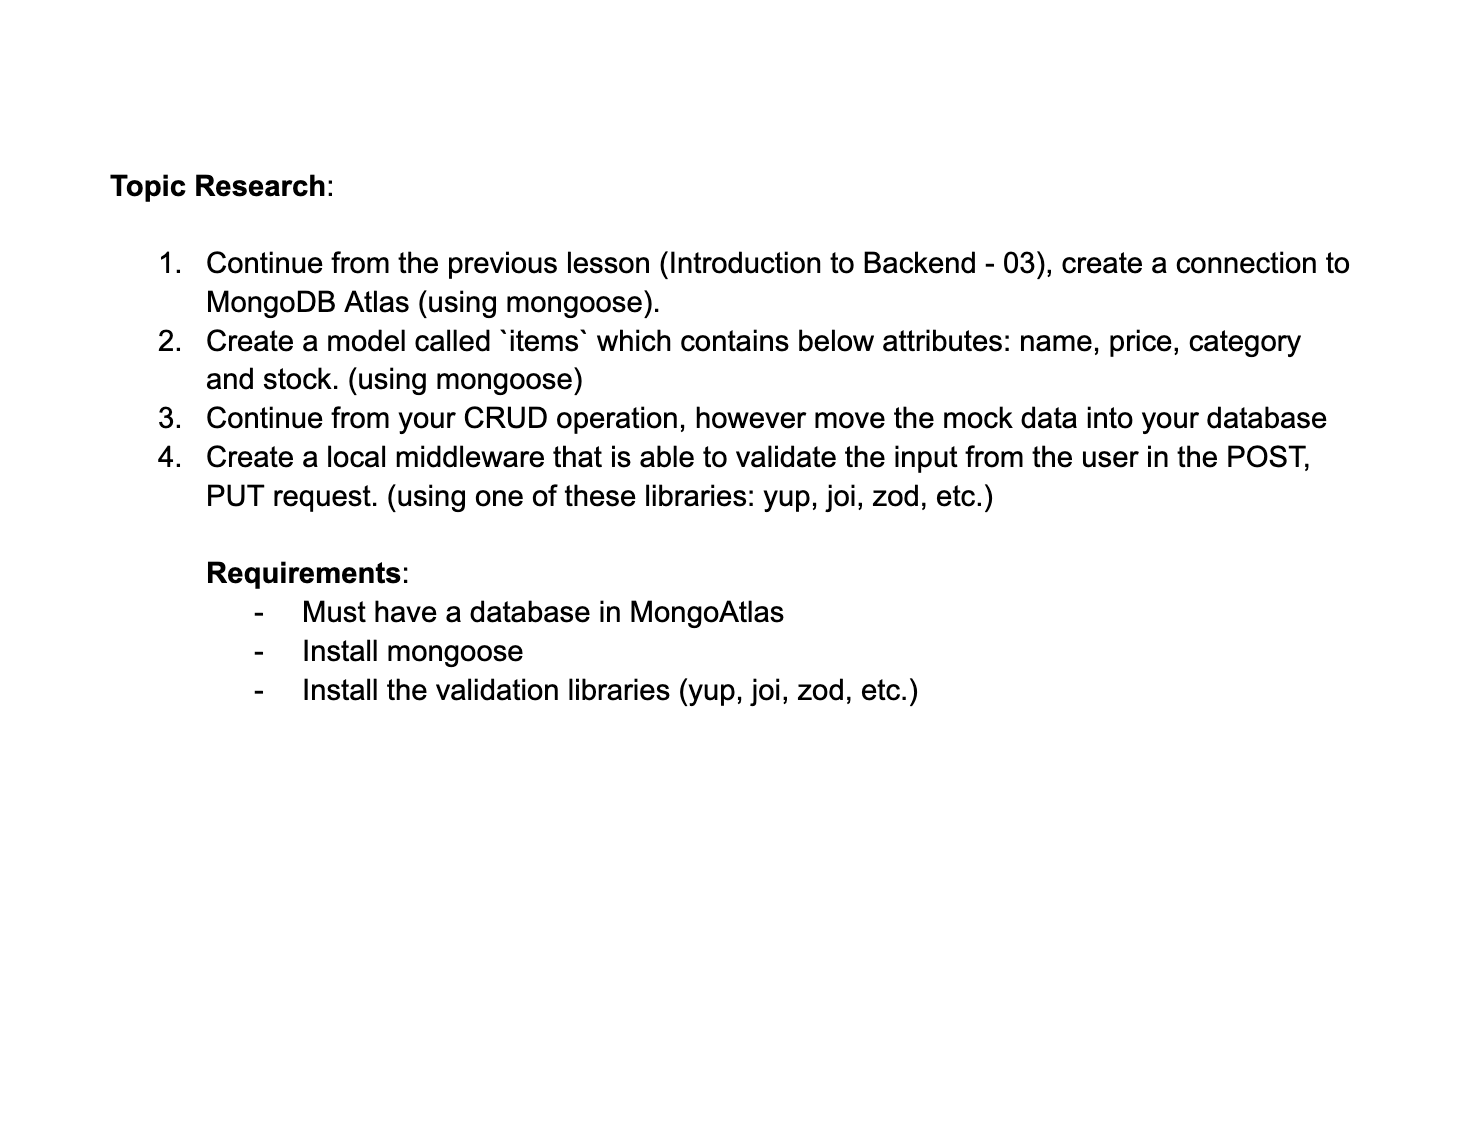 Topic Research:
1. Continue from the previous lesson (Introduction to Backend - 03), create a connection to
MongoDB Atlas (using mongoose).
2. Create a model called `items` which contains below attributes: name, price, category
and stock. (using mongoose)
3. Continue from your CRUD operation, however move the mock data into your database
4. Create a local middleware that is able to validate the input from the user in the POST,
PUT request. (using one of these libraries: yup, joi, zod, etc.)
Requirements:
- Must have a database in MongoAtlas
- Install mongoose
- Install the validation libraries (yup, joi, zod, etc.)